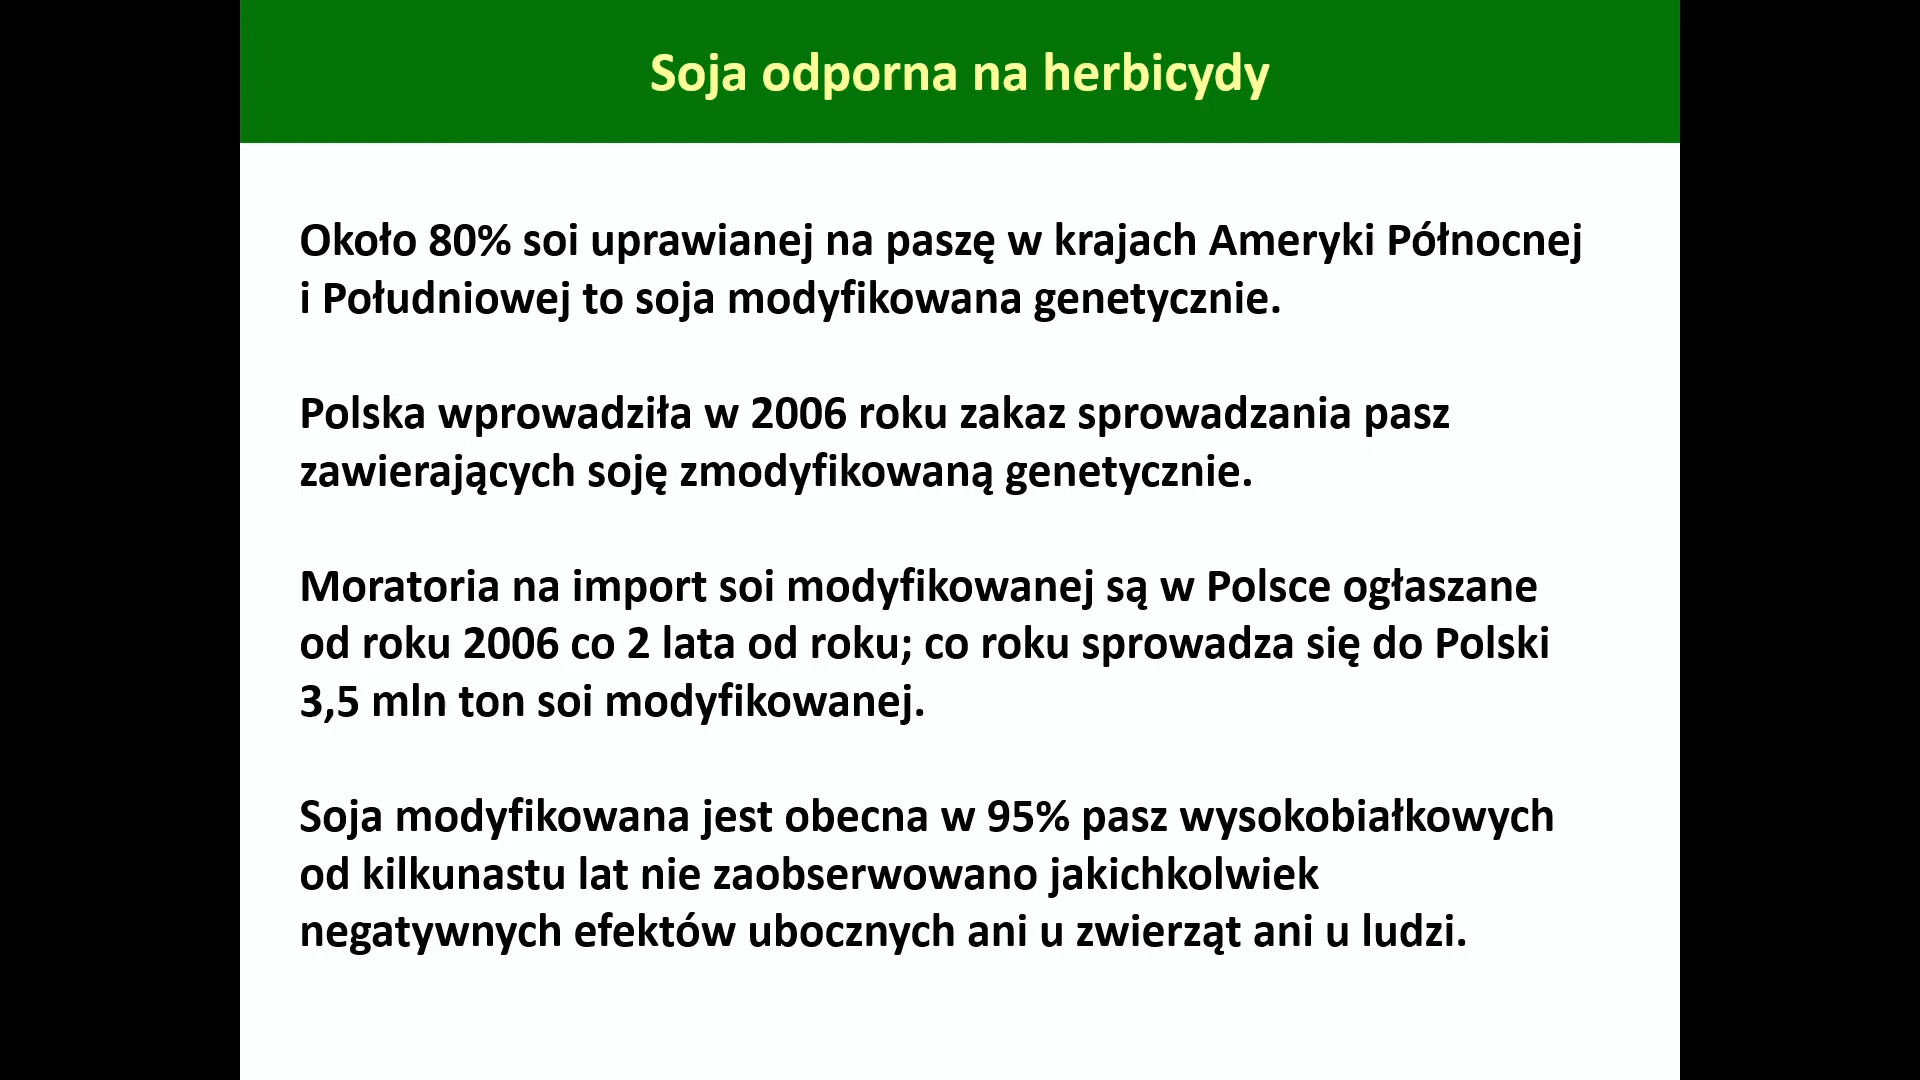 Soja odporna na herbicydy
Około 80% soi uprawianej na paszę w krajach Ameryki Północnej
i Południowej to soja modyfikowana genetycznie.
Polska wprowadziła w 2006 roku zakaz sprowadzania pasz
zawierających soję zmodyfikowaną genetycznie.
Moratoria na import soi modyfikowanej są w Polsce ogłaszane
od roku 2006 co 2 lata od roku; co roku sprowadza się do Polski
3,5 mln ton soi modyfikowanej.
Soja modyfikowana jest obecna w 95% pasz wysokobiałkowych
od kilkunastu lat nie zaobserwowano jakichkolwiek
negatywnych efektów ubocznych ani u zwierząt ani u ludzi.